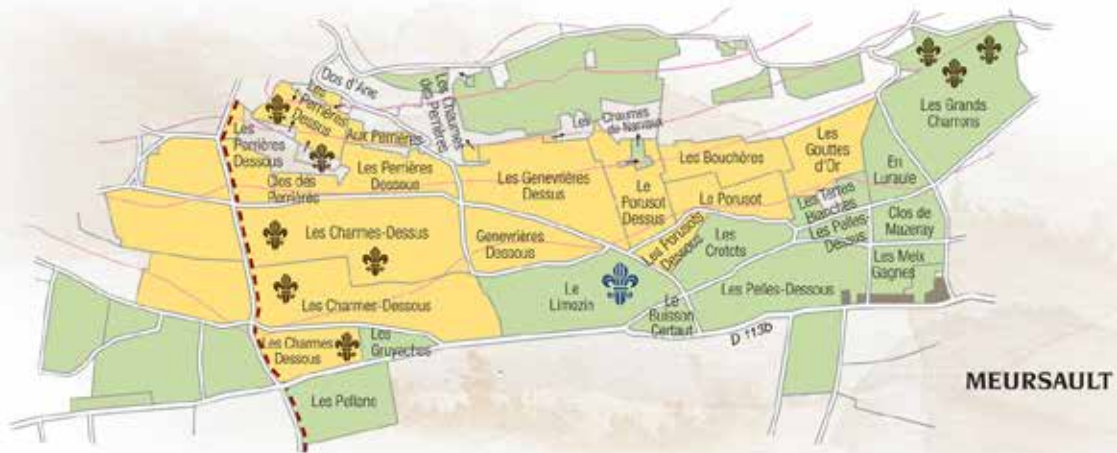 Clos d'Aric
Les Chaumes
des Perrières
Les
Perrières
Dessus
Aux Perrières
Les
Perrières
Dessous
Clos des
Perrières
Les Perrières
Dessous
Les Chaumes
de Narvaux
Les Genevrières
Dessus
Le
Porusot
Dessus
Les Bouchères
Le Porusot
Les
Gouttes
d'Or
Les Grands
Charrons
En
Luraule
Les Tertes
Blanches
Les Pelles-
Dessus
Clos de
Mazeray
Les Meix
Gagnes
Les Charmes-Dessus
Genevrières
Dessous
Les Porusots
Dessous
Les
Crotots
Les Charmes-Dessous
Le
Limozin
Le
Buisson
Certaut
Les Pelles-Dessous
D 113b
Les Charmes
Dessous
Les
Gruyaches
Les Pellans
MEURSAULT